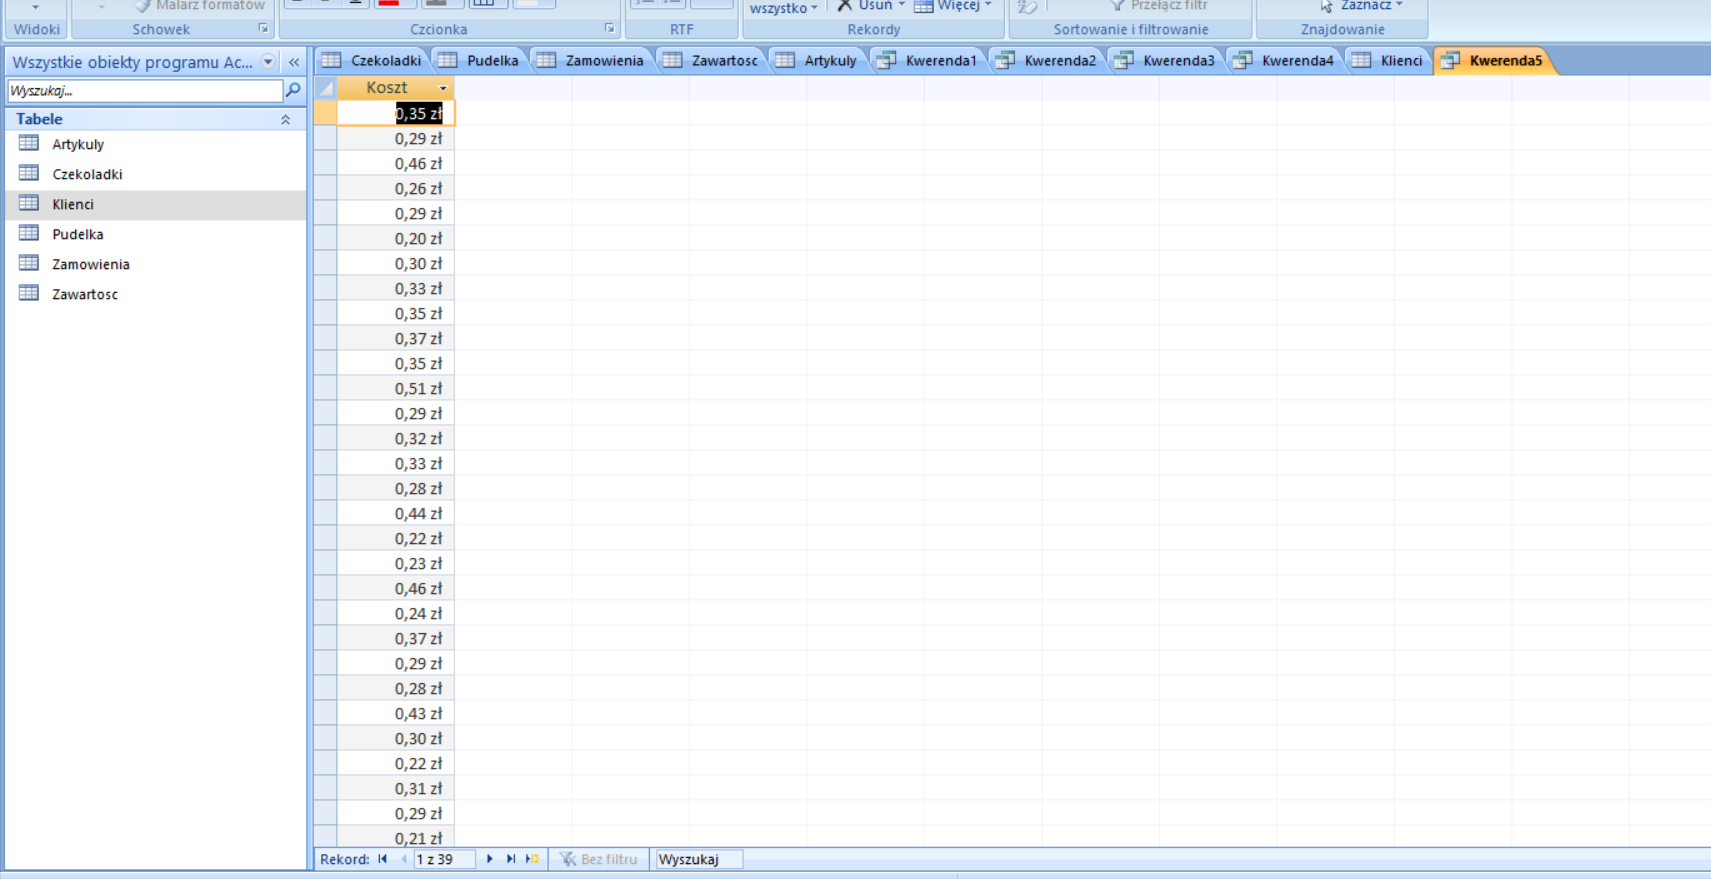 Malarz formatów
wszystko
Usuń
Więcej
Przełącz filtr
Zaznacz
Widoki
Schowek
Czcionka
RTF
Rekordy
Sortowanie i filtrowanie
Znajdowanie
Wszystkie obiekty programu Ac...
Czekoladki
Pudelka
Zamowienia
Zawartosc
Artykuly
Kwerenda1
Kwerenda2
Kwerenda3
Kwerenda4
Klienci
Kwerenda5
Wyszukaj...
Tabele
Artykuly
Czekoladki
Klienci
Pudelka
Zamowienia
Zawartosc
Koszt
0,35 zł
0,29 zł
0,46 zł
0,26 zł
0,29 zł
0,20 zł
0,30 zł
0,33 zł
0,35 zł
0,37 zł
0,35 zł
0,51 zł
0,29 zł
0,32 zł
0,33 zł
0,28 zł
0,44 zł
0,22 zł
0,23 zł
0,46 zł
0,24 zł
0,37 zł
0,29 zł
0,28 zł
0,43 zł
0,30 zł
0,22 zł
0,31 zł
0,29 zł
0,21 zł
Rekord: 1 z 39 Bez filtru Wyszukaj